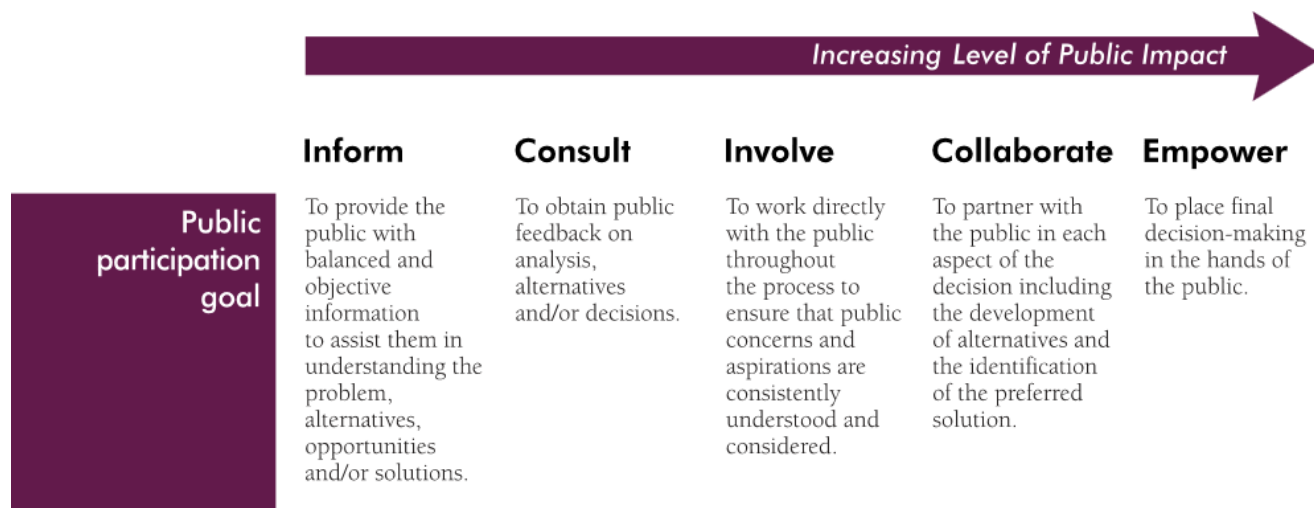 Increasing Level of Public Impact
Inform
Consult
Involve
Collaborate
Empower
Public
participation
goal
To provide the
public with
balanced and
objective
information
to assist them in
understanding the
problem,
alternatives,
opportunities
and/or solutions.
To obtain public
feedback on
analysis,
alternatives
and/or decisions.
To work directly
with the public
throughout
the process to
ensure that public
concerns and
aspirations are
consistently
understood and
considered.
To partner with
the public in each
aspect of the
decision including
the development
of alternatives and
the identification
of the preferred
solution.
To place final
decision-making
in the hands of
the public.